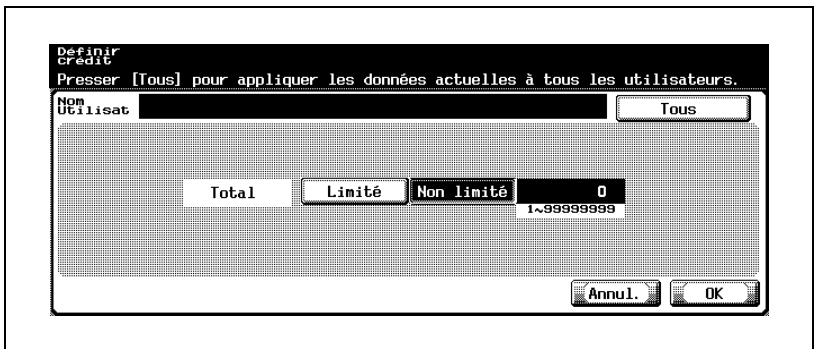 Définir
crédit
Presser [Tous] pour appliquer les données actuelles à tous les utilisateurs.
Nom
Utilisat
Tous
Total Limité Non limité 0
1~99999999
Annul. OK